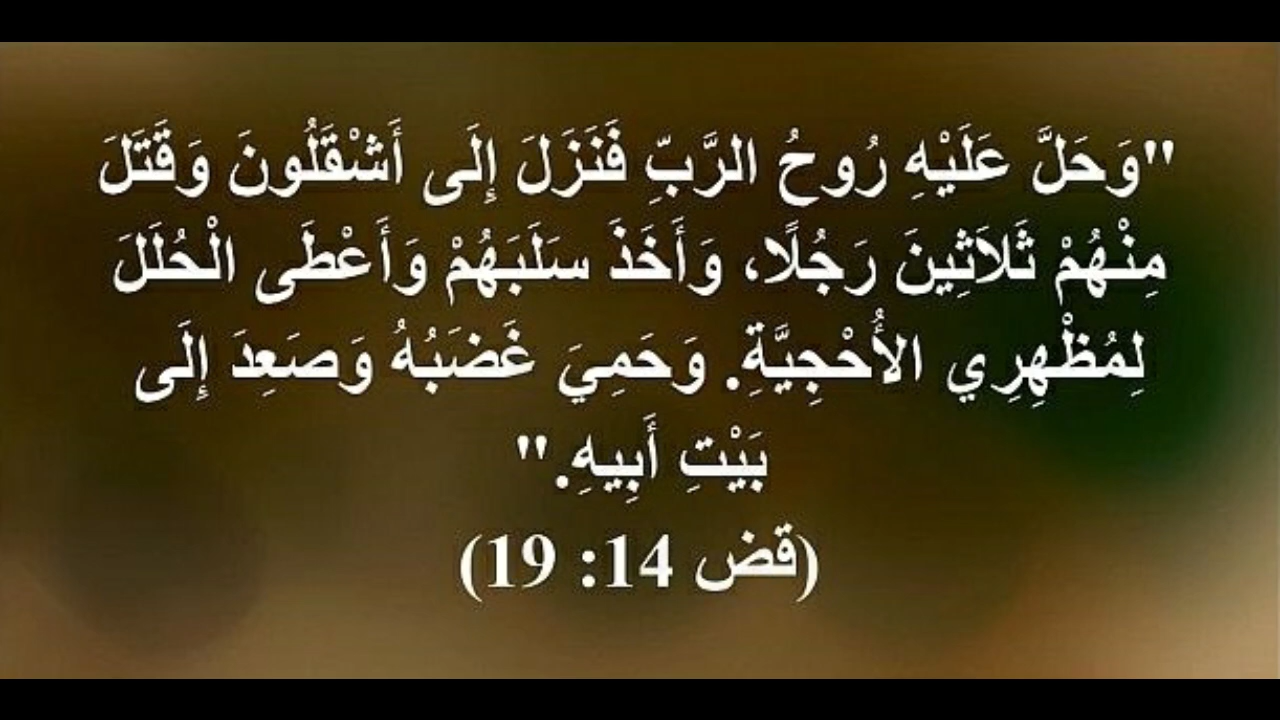 "وَحَلَّ عَلَيْهِ رُوحُ الرَّبِّ فَنَزَلَ إِلَى أَشْقَلُونَ وَقَتَلَ
مِنْهُمْ ثَلاَثِينَ رَجُلًا، وَأَخَذَ سَلَبَهُمْ وَأَعْطَى الْحُلَلَ
لِمُظْهِرِي الأُحْجِيَّةِ. وَحَمِيَ غَضَبُهُ وَصَعِدَ إِلَى
بَيْتِ أَبِيهِ."
(قض 14: 19)